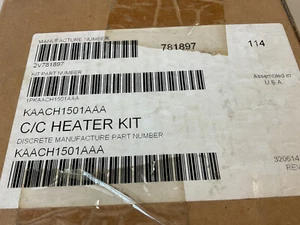 MANUFACTURE NUMBER
781897 114
2V781897
KIT PART NUMBER
Assembled in
U.S.A.
1PKAACH1501AAA
KAACH1501AAA
C/C HEATER KIT
DISCRETE MANUFACTURE PART NUMBER
KAACH1501AAA
320614
REV